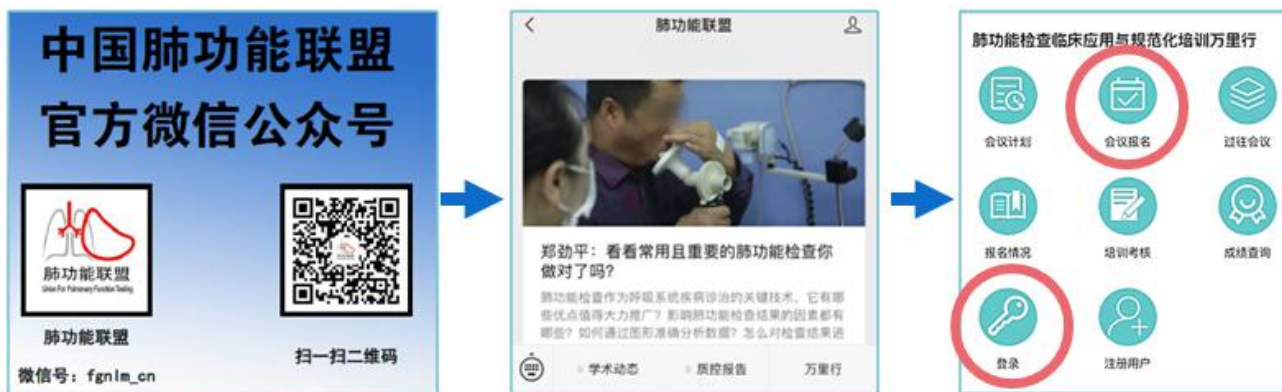 中国肺功能联盟
官方微信公众号
肺功能联盟
Union For Pulmonary Function Testing
肺功能联盟
扫一扫二维码
微信号：fgnlm_cn
肺功能联盟
郑劲平：看看常用且重要的肺功能检查你
做对了吗？
肺功能检查作为呼吸系统疾病诊治的关键技术，它有哪
些优点值得大力推广？影响肺功能检查结果的因素都有
哪些？如何通过图形准确分析数据？怎么对检查结果进
学术动态
质控报告
万里行
肺功能检查临床应用与规范化培训万里行
会议计划
会议报名
过往会议
报名情况
培训考核
成绩查询
登录
注册用户